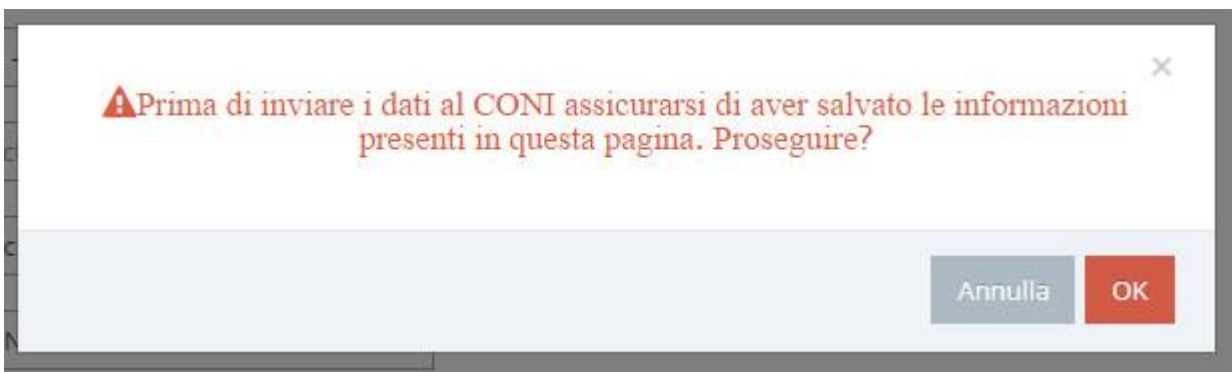 Prima di inviare i dati al CONI assicurarsi di aver salvato le informazioni
presenti in questa pagina. Proseguire?
Annulla
OK